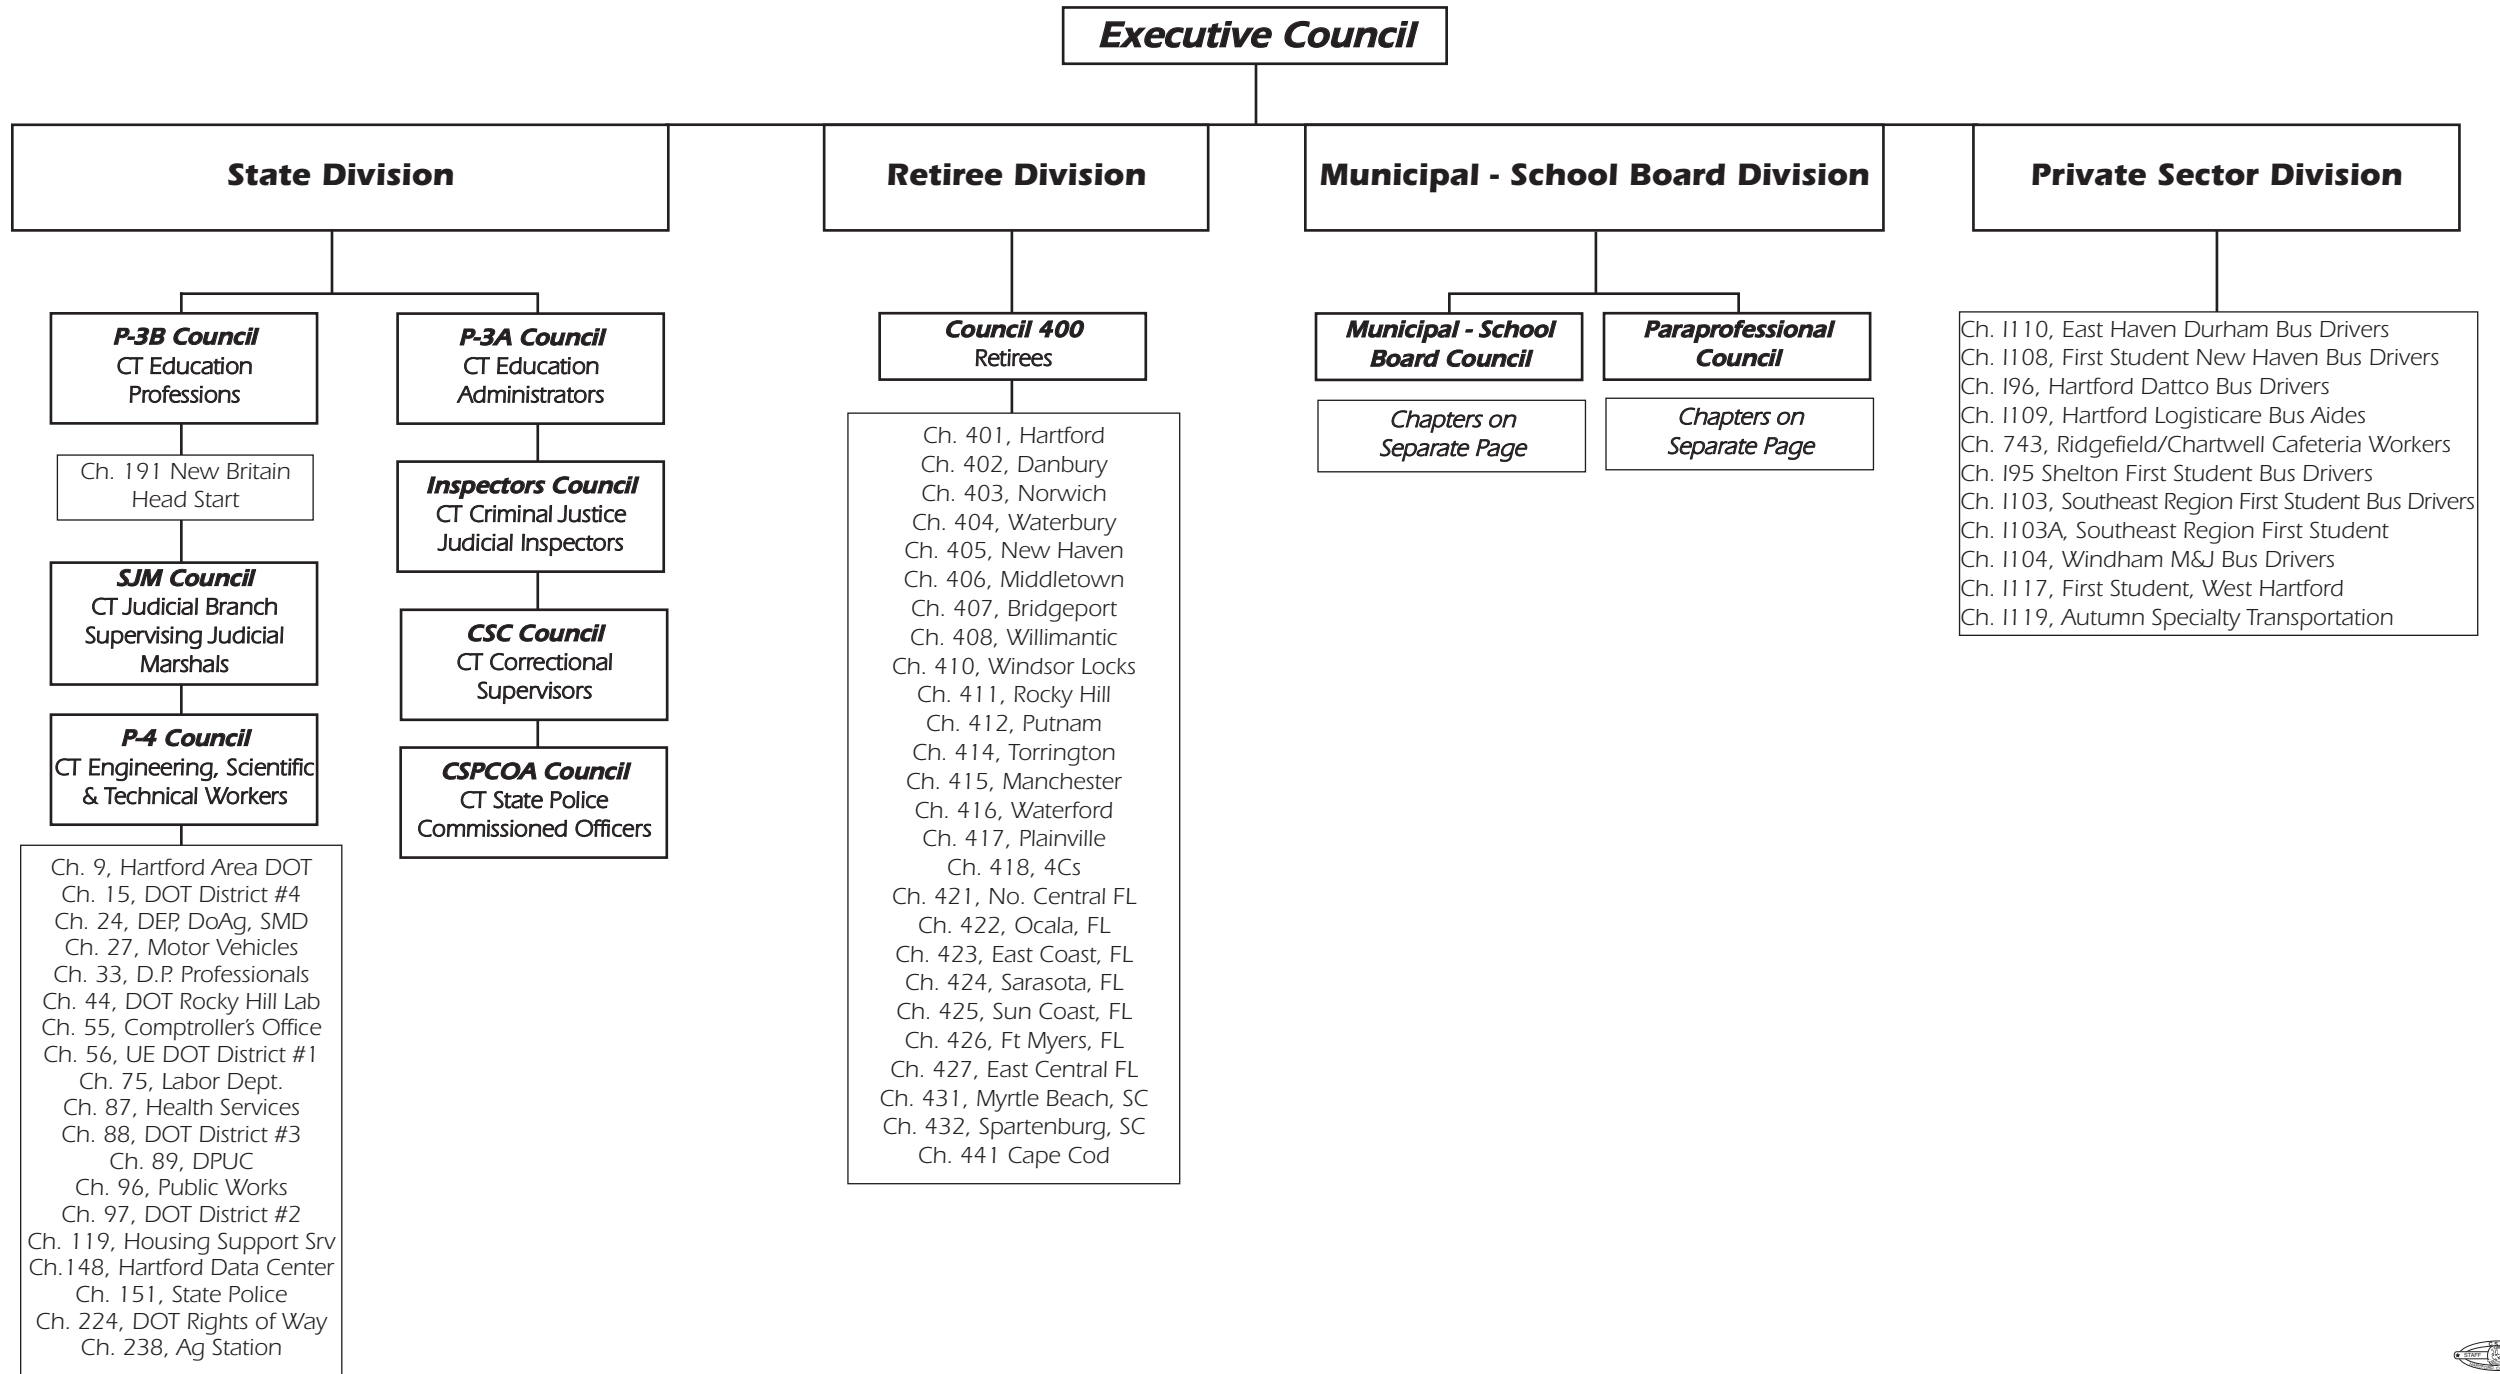 Executive Council
State Division
Retiree Division
Municipal - School Board Division
Private Sector Division
P-3B Council
CT Education
Professions
Ch. 191 New Britain
Head Start
SJM Council
CT Judicial Branch
Supervising Judicial
Marshals
P-4 Council
CT Engineering, Scientific
& Technical Workers
Ch. 9, Hartford Area DOT
Ch. 15, DOT District #4
Ch. 24, DEP, DoAg, SMD
Ch. 27, Motor Vehicles
Ch. 33, D.P. Professionals
Ch. 44, DOT Rocky Hill Lab
Ch. 55, Comptroller's Office
Ch. 56, UE DOT District #1
Ch. 75, Labor Dept.
Ch. 87, Health Services
Ch. 88, DOT District #3
Ch. 89, DPUC
Ch. 96, Public Works
Ch. 97, DOT District #2
Ch. 119, Housing Support Srv
Ch.148, Hartford Data Center
Ch. 151, State Police
Ch. 224, DOT Rights of Way
Ch. 238, Ag Station
P-3A Council
CT Education
Administrators
Inspectors Council
CT Criminal Justice
Judicial Inspectors
CSC Council
CT Correctional
Supervisors
CSPCOA Council
CT State Police
Commissioned Officers
Council 400
Retirees
Ch. 401, Hartford
Ch. 402, Danbury
Ch. 403, Norwich
Ch. 404, Waterbury
Ch. 405, New Haven
Ch. 406, Middletown
Ch. 407, Bridgeport
Ch. 408, Willimantic
Ch. 410, Windsor Locks
Ch. 411, Rocky Hill
Ch. 412, Putnam
Ch. 414, Torrington
Ch. 415, Manchester
Ch. 416, Waterford
Ch. 417, Plainville
Ch. 418, 4Cs
Ch. 421, No. Central FL
Ch. 422, Ocala, FL
Ch. 423, East Coast, FL
Ch. 424, Sarasota, FL
Ch. 425, Sun Coast, FL
Ch. 426, Ft Myers, FL
Ch. 427, East Central FL
Ch. 431, Myrtle Beach, SC
Ch. 432, Spartenburg, SC
Ch. 441 Cape Cod
Municipal - School
Board Council
Chapters on
Separate Page
Paraprofessional
Council
Chapters on
Separate Page
Ch. I110, East Haven Durham Bus Drivers
Ch. I108, First Student New Haven Bus Drivers
Ch. I96, Hartford Dattco Bus Drivers
Ch. I109, Hartford Logisticare Bus Aides
Ch. 743, Ridgefield/Chartwell Cafeteria Workers
Ch. I95 Shelton First Student Bus Drivers
Ch. I103, Southeast Region First Student Bus Drivers
Ch. I103A, Southeast Region First Student
Ch. I104, Windham M&J Bus Drivers
Ch. I117, First Student, West Hartford
Ch. I119, Autumn Specialty Transportation
STAFF